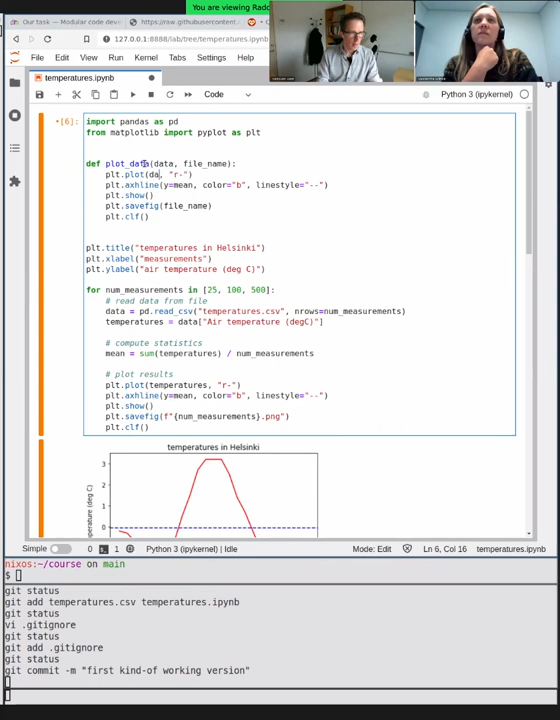 You are viewing Rado
Our task — Modular code dev
https://raw.githubusercontent.
127.0.0.1:8888/lab/tree/temperatures.ipynb
File Edit View Run Kernel Tabs Settings Help
temperatures.ipynb
Code
Python 3 (ipykernel)
[6]:
import pandas as pd
from matplotlib import pyplot as plt
def plot_data(data, file_name):
plt.plot(da, "r-")
plt.axhline(y=mean, color="b", linestyle="--")
plt.show()
plt.savefig(file_name)
plt.clf()
plt.title("temperatures in Helsinki")
plt.xlabel("measurements")
plt.ylabel("air temperature (deg C)")
for num_measurements in [25, 100, 500]:
# read data from file
data = pd.read_csv("temperatures.csv", nrows=num_measurements)
temperatures = data["Air temperature (degC)"]
# compute statistics
mean = sum(temperatures) / num_measurements
# plot results
plt.plot(temperatures, "r-")
plt.axhline(y=mean, color="b", linestyle="--")
plt.show()
plt.savefig(f"{num_measurements}.png")
plt.clf()
temperatures in Helsinki
3
2
1
0
perature (deg C)
Simple 0 1 Python 3 (ipykernel) | Idle Mode: Edit Ln 6, Col 16 temperatures.ipynb
nixos:~/course on main
$
git status
git add temperatures.csv temperatures.ipynb
git status
vi .gitignore
git status
git add .gitignore
git status
git commit -m "first kind-of working version"